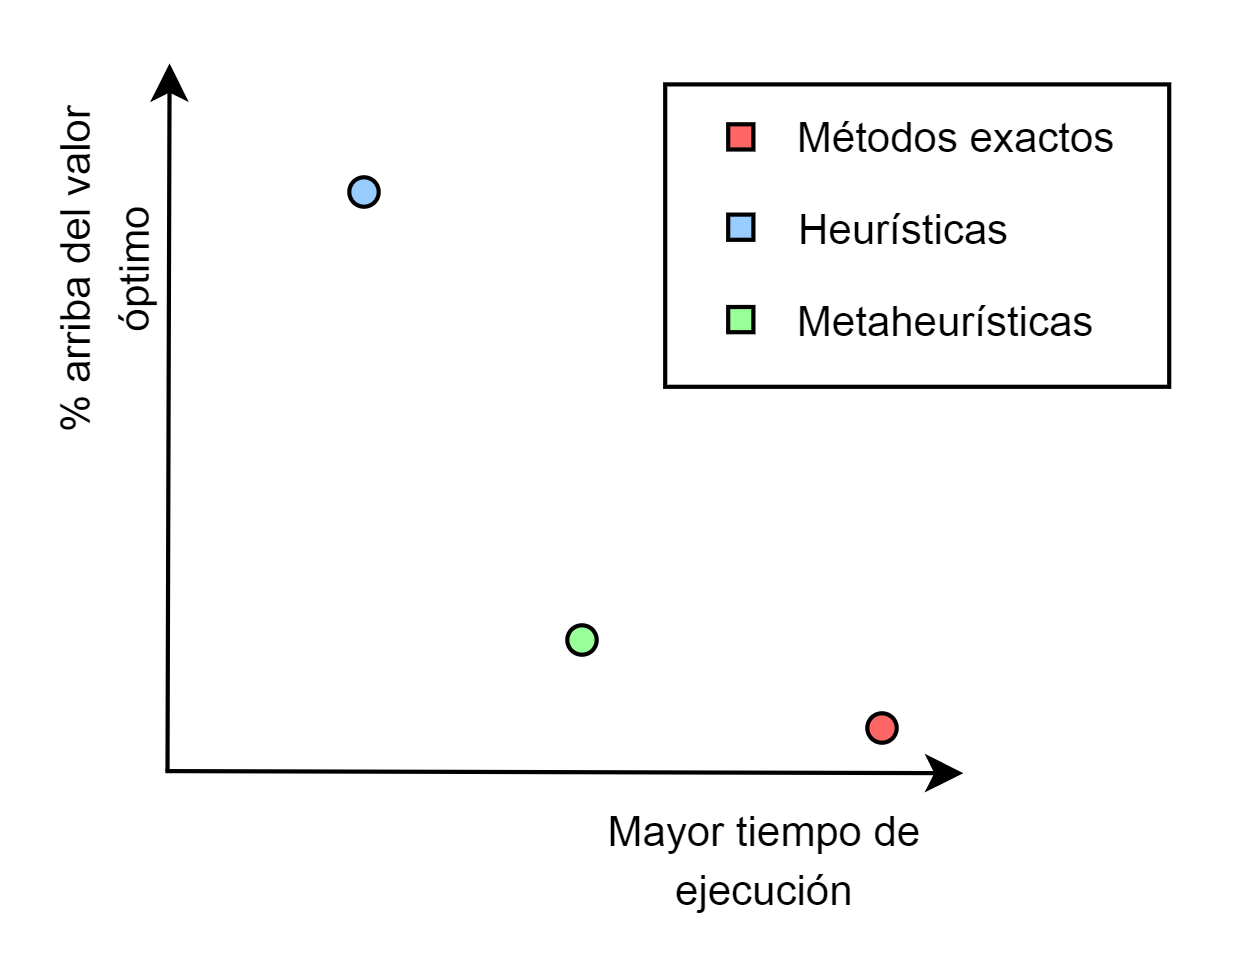 % arriba del valor
óptimo
Métodos exactos
Heurísticas
Metaheurísticas
Mayor tiempo de
ejecución